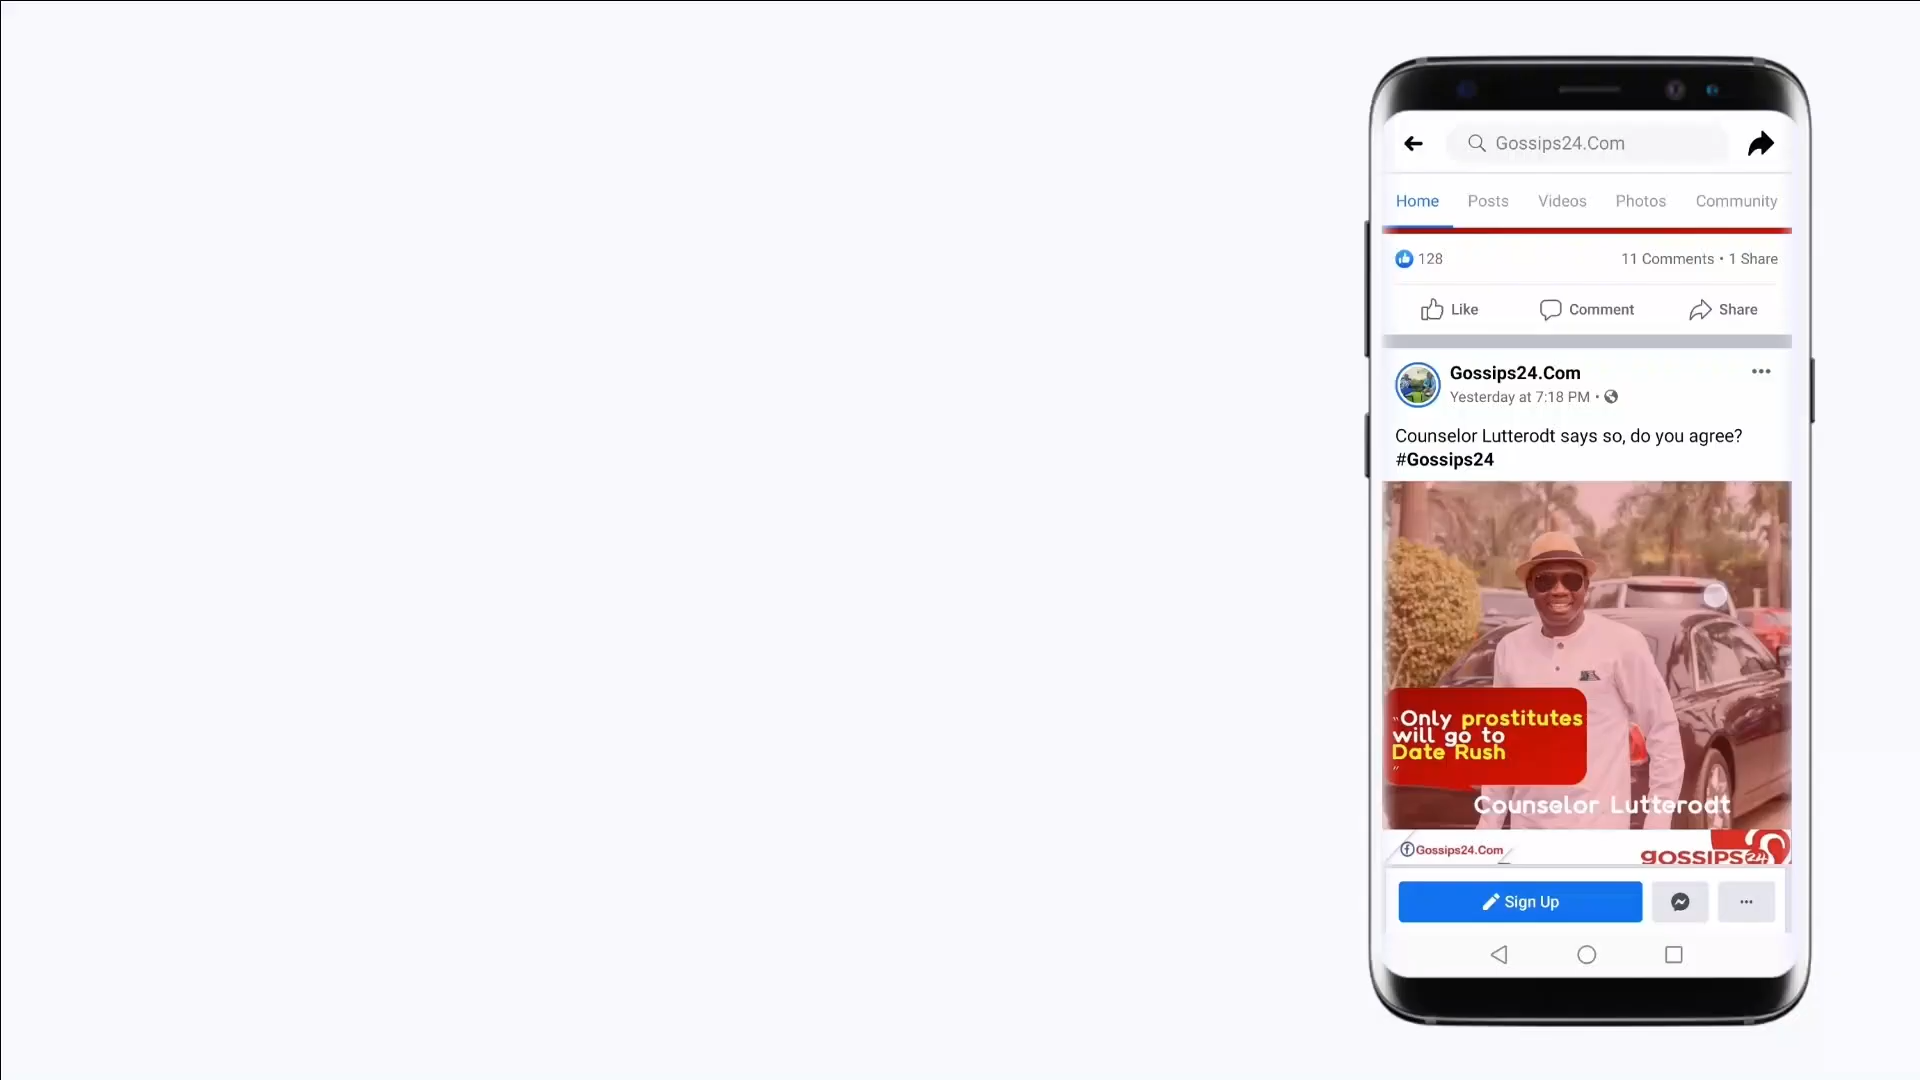 Gossips24.Com
Home Posts Videos Photos Community
128 11 Comments • 1 Share
Like Comment Share
Gossips24.Com
Yesterday at 7:18 PM •
Counselor Lutterodt says so, do you agree?
#Gossips24
"Only prostitutes
will go to
Date Rush
"
Counselor Lutterodt
Gossips24.Com
gossips24
Sign Up